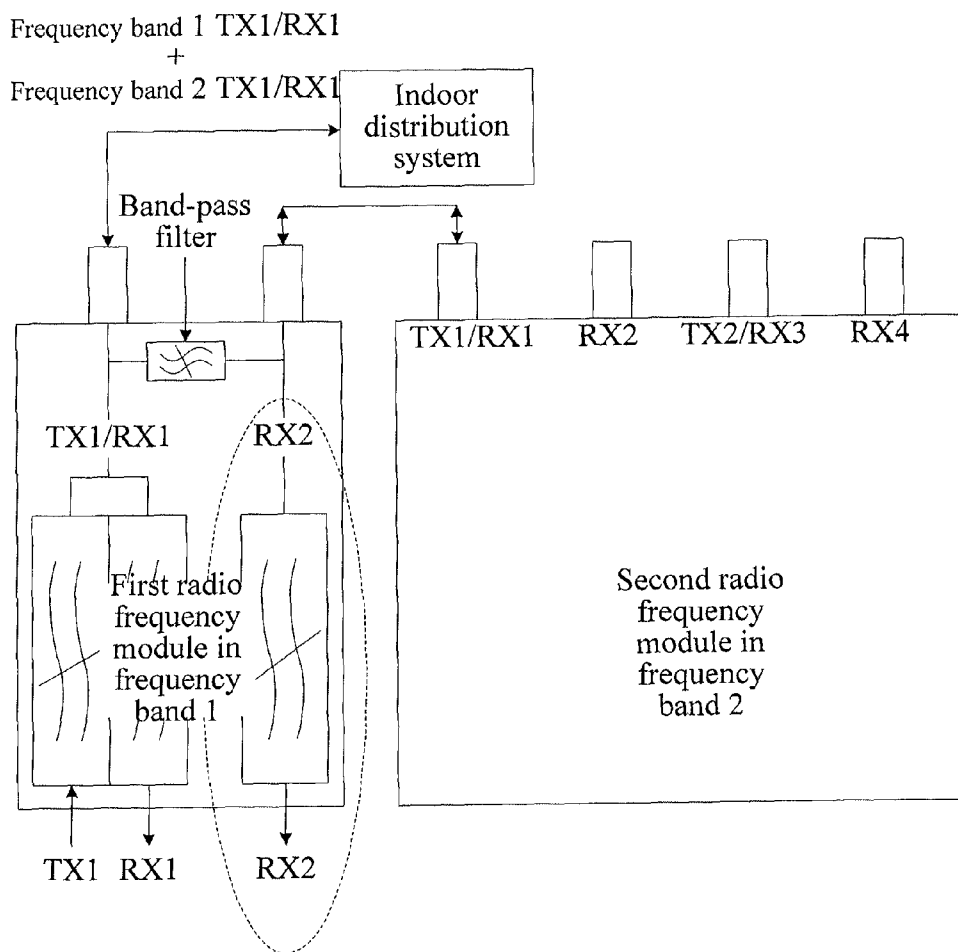 Frequency band 1 TX1/RX1
+
Frequency band 2 TX1/RX1
Indoor
distribution
system
Band-pass
filter
TX1/RX1
RX2
TX2/RX3
RX4
TX1/RX1
RX2
First radio
frequency
module in
frequency
band 1
Second radio
frequency
module in
frequency
band 2
TX1
RX1
RX2